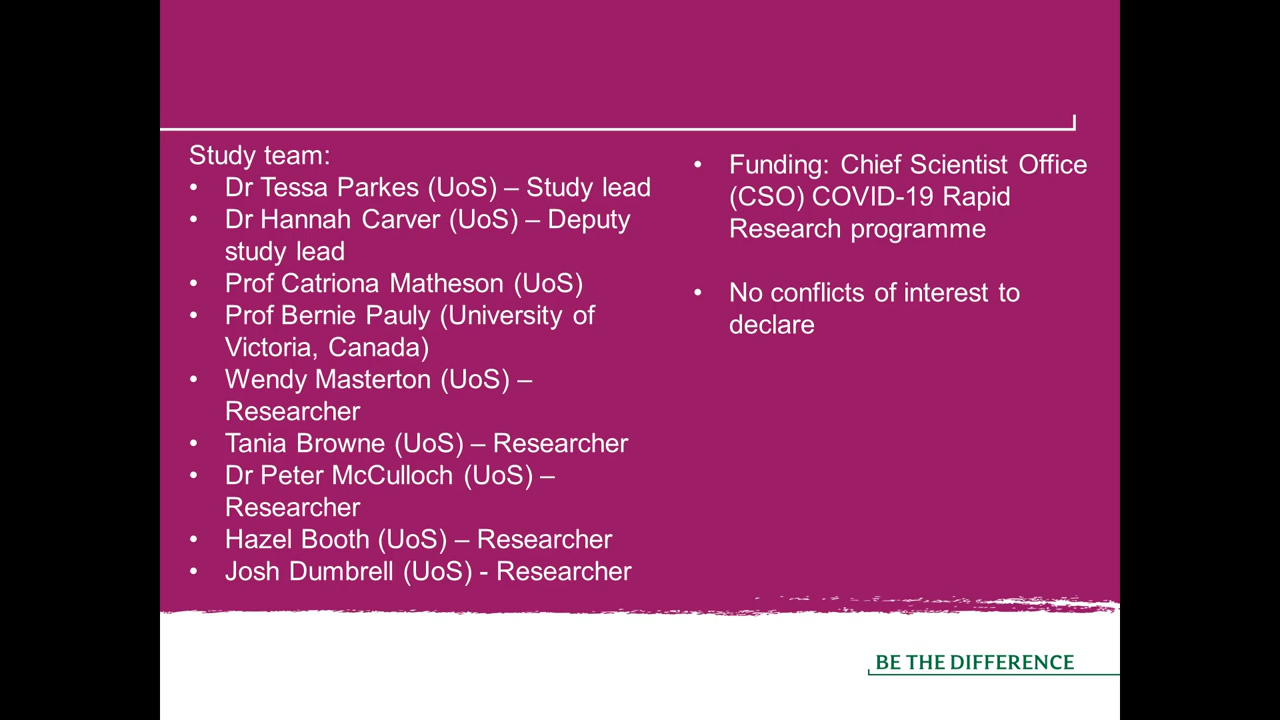 Study team:
• Dr Tessa Parkes (UoS) – Study lead
• Dr Hannah Carver (UoS) – Deputy
study lead
• Prof Catriona Matheson (UoS)
• Prof Bernie Pauly (University of
Victoria, Canada)
• Wendy Masterton (UoS) –
Researcher
• Tania Browne (UoS) – Researcher
• Dr Peter McCulloch (UoS) –
Researcher
• Hazel Booth (UoS) – Researcher
• Josh Dumbrell (UoS) - Researcher
• Funding: Chief Scientist Office
(CSO) COVID-19 Rapid
Research programme
• No conflicts of interest to
declare
BE THE DIFFERENCE